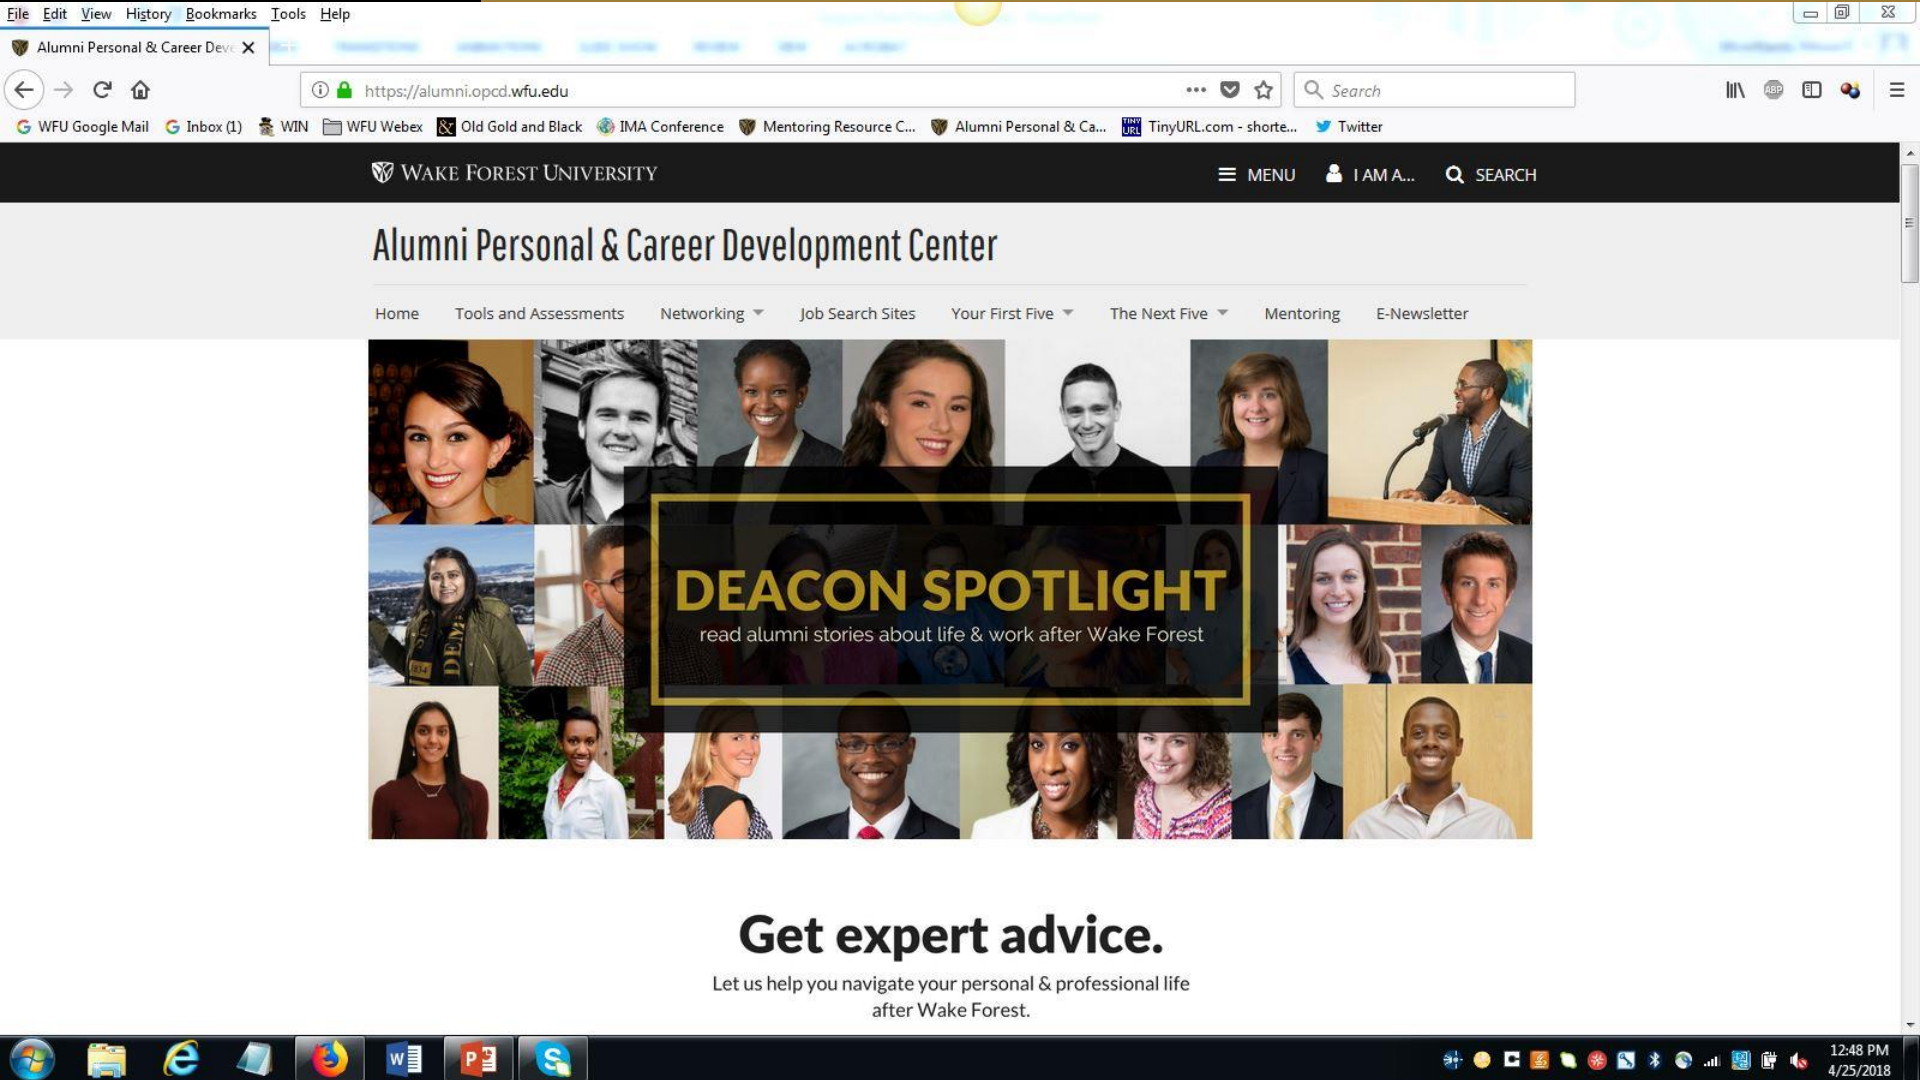 File Edit View History Bookmarks Tools Help
Alumni Personal & Career Deve
https://alumni.opcd.wfu.edu
Search
WFU Google Mail Inbox (1) WIN WFU Webex Old Gold and Black IMA Conference Mentoring Resource C... Alumni Personal & Ca... TinyURL.com - shorte... Twitter
WAKE FOREST UNIVERSITY
MENU I AM A... SEARCH
Alumni Personal & Career Development Center
Home Tools and Assessments Networking Job Search Sites Your First Five The Next Five Mentoring E-Newsletter
DEACON SPOTLIGHT
read alumni stories about life & work after Wake Forest
Get expert advice.
Let us help you navigate your personal & professional life
after Wake Forest.
12:48 PM
4/25/2018